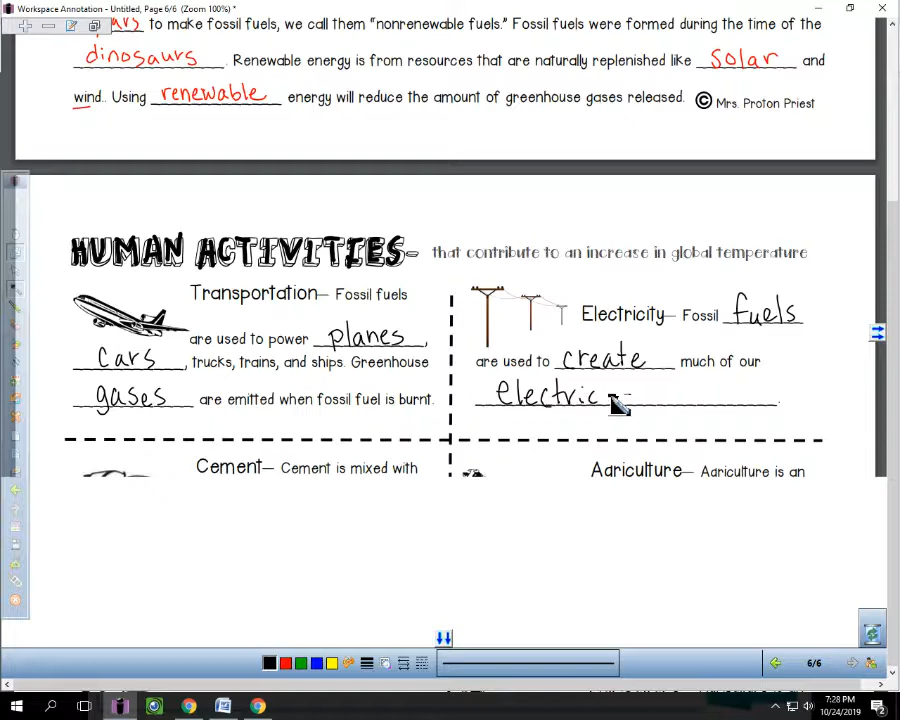 Workspace Annotation - Untitled, Page 6/6 (Zoom 100%) *
to make fossil fuels, we call them “nonrenewable fuels.” Fossil fuels were formed during the time of the
dinosaurs. Renewable energy is from resources that are naturally replenished like solar and
wind.. Using renewable energy will reduce the amount of greenhouse gases released. © Mrs. Proton Priest
HUMAN ACTIVITIES- that contribute to an increase in global temperature
Transportation– Fossil fuels
are used to power planes,
cars, trucks, trains, and ships. Greenhouse
gases are emitted when fossil fuel is burnt.
Electricity– Fossil fuels
are used to create much of our
electric
Cement– Cement is mixed with
Agriculture– Agriculture is an
6/6
7:28 PM
10/24/2019
2